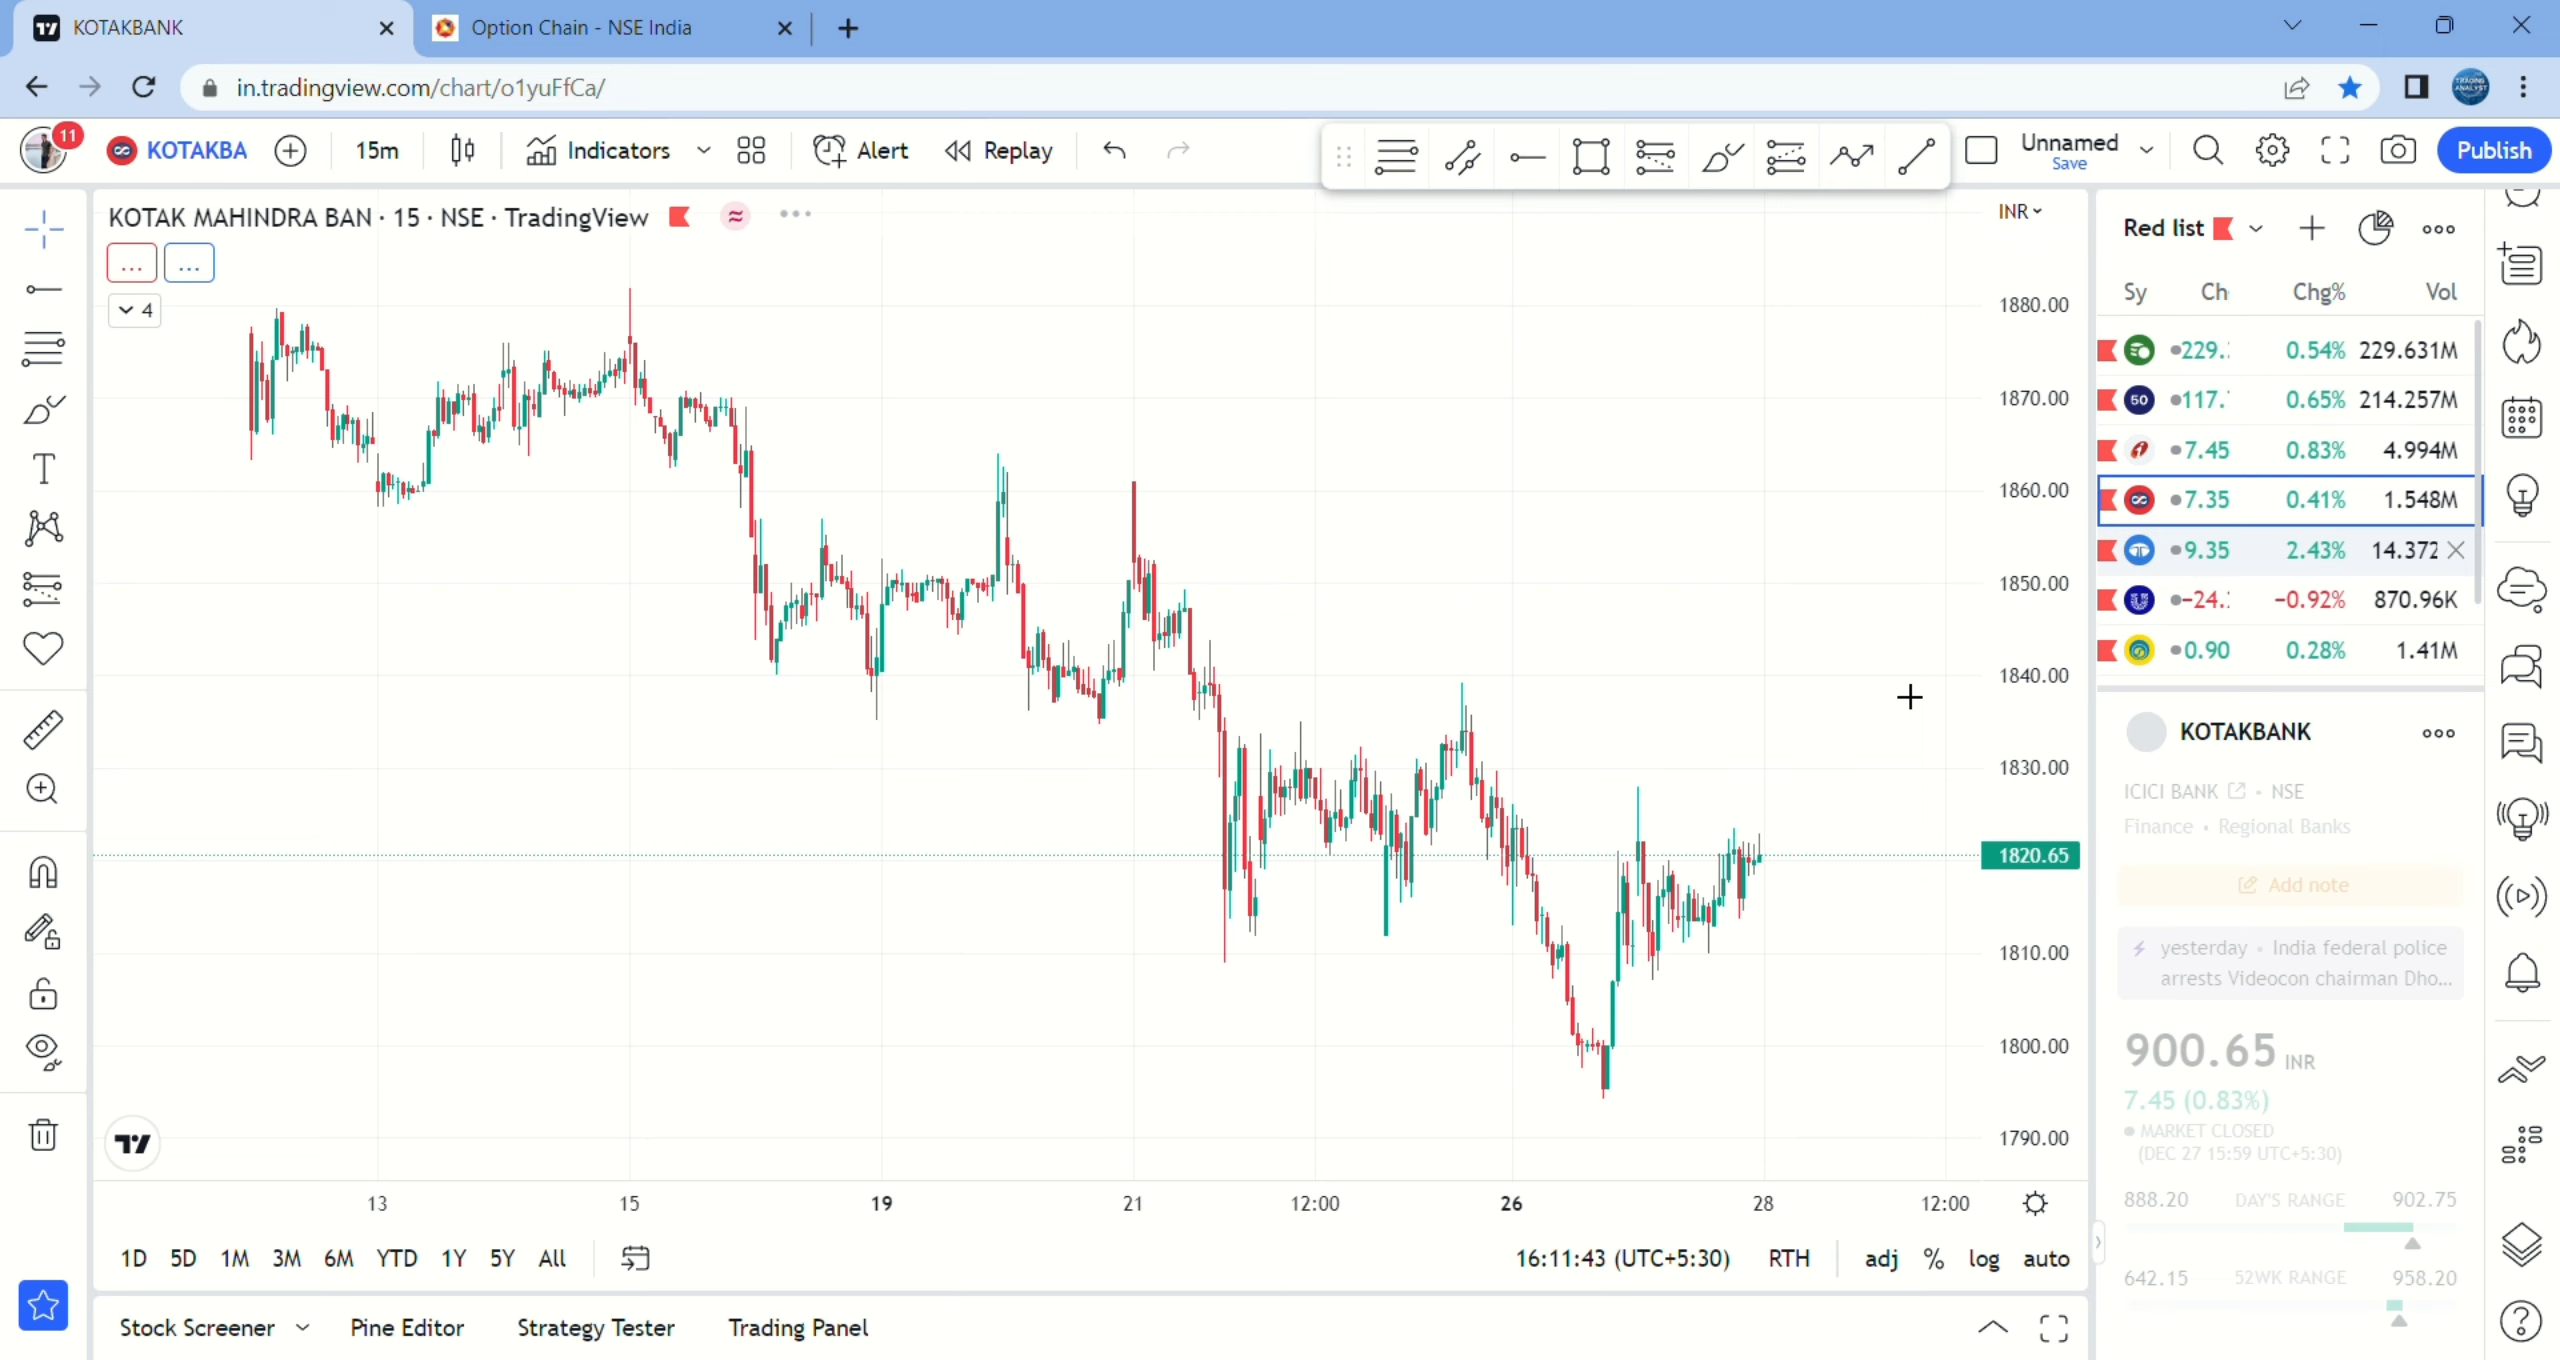 KOTAKBANK
Option Chain - NSE India
in.tradingview.com/chart/o1yuFfCa/
11
KOTAKBA
15m
Indicators
Alert
Replay
Unnamed
Save
Publish
KOTAK MAHINDRA BAN · 15 · NSE · TradingView
...
...
4
INR
1880.00
1870.00
1860.00
1850.00
1840.00
1830.00
1820.65
1810.00
1800.00
1790.00
13 15 19 21 12:00 26 28 12:00
1D 5D 1M 3M 6M YTD 1Y 5Y All
16:11:43 (UTC+5:30) RTH adj % log auto
Stock Screener Pine Editor Strategy Tester Trading Panel
Red list
Sy Ch Chg% Vol
229. 0.54% 229.631M
50 117. 0.65% 214.257M
7.45 0.83% 4.994M
7.35 0.41% 1.548M
9.35 2.43% 14.372
-24. -0.92% 870.96K
0.90 0.28% 1.41M
KOTAKBANK
ICICI BANK · NSE
Finance · Regional Banks
Add note
yesterday · India federal police
arrests Videocon chairman Dho...
900.65 INR
7.45 (0.83%)
MARKET CLOSED
(DEC 27 15:59 UTC+5:30)
888.20 DAY'S RANGE 902.75
642.15 52WK RANGE 958.20